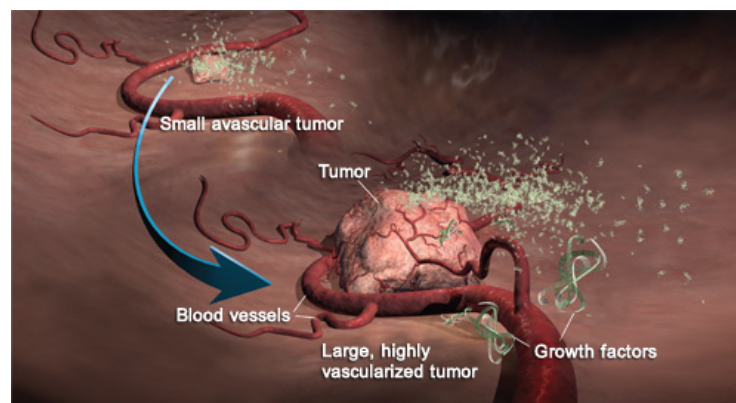 Small avascular tumor
Tumor
Blood vessels
Large, highly
vascularized tumor
Growth factors